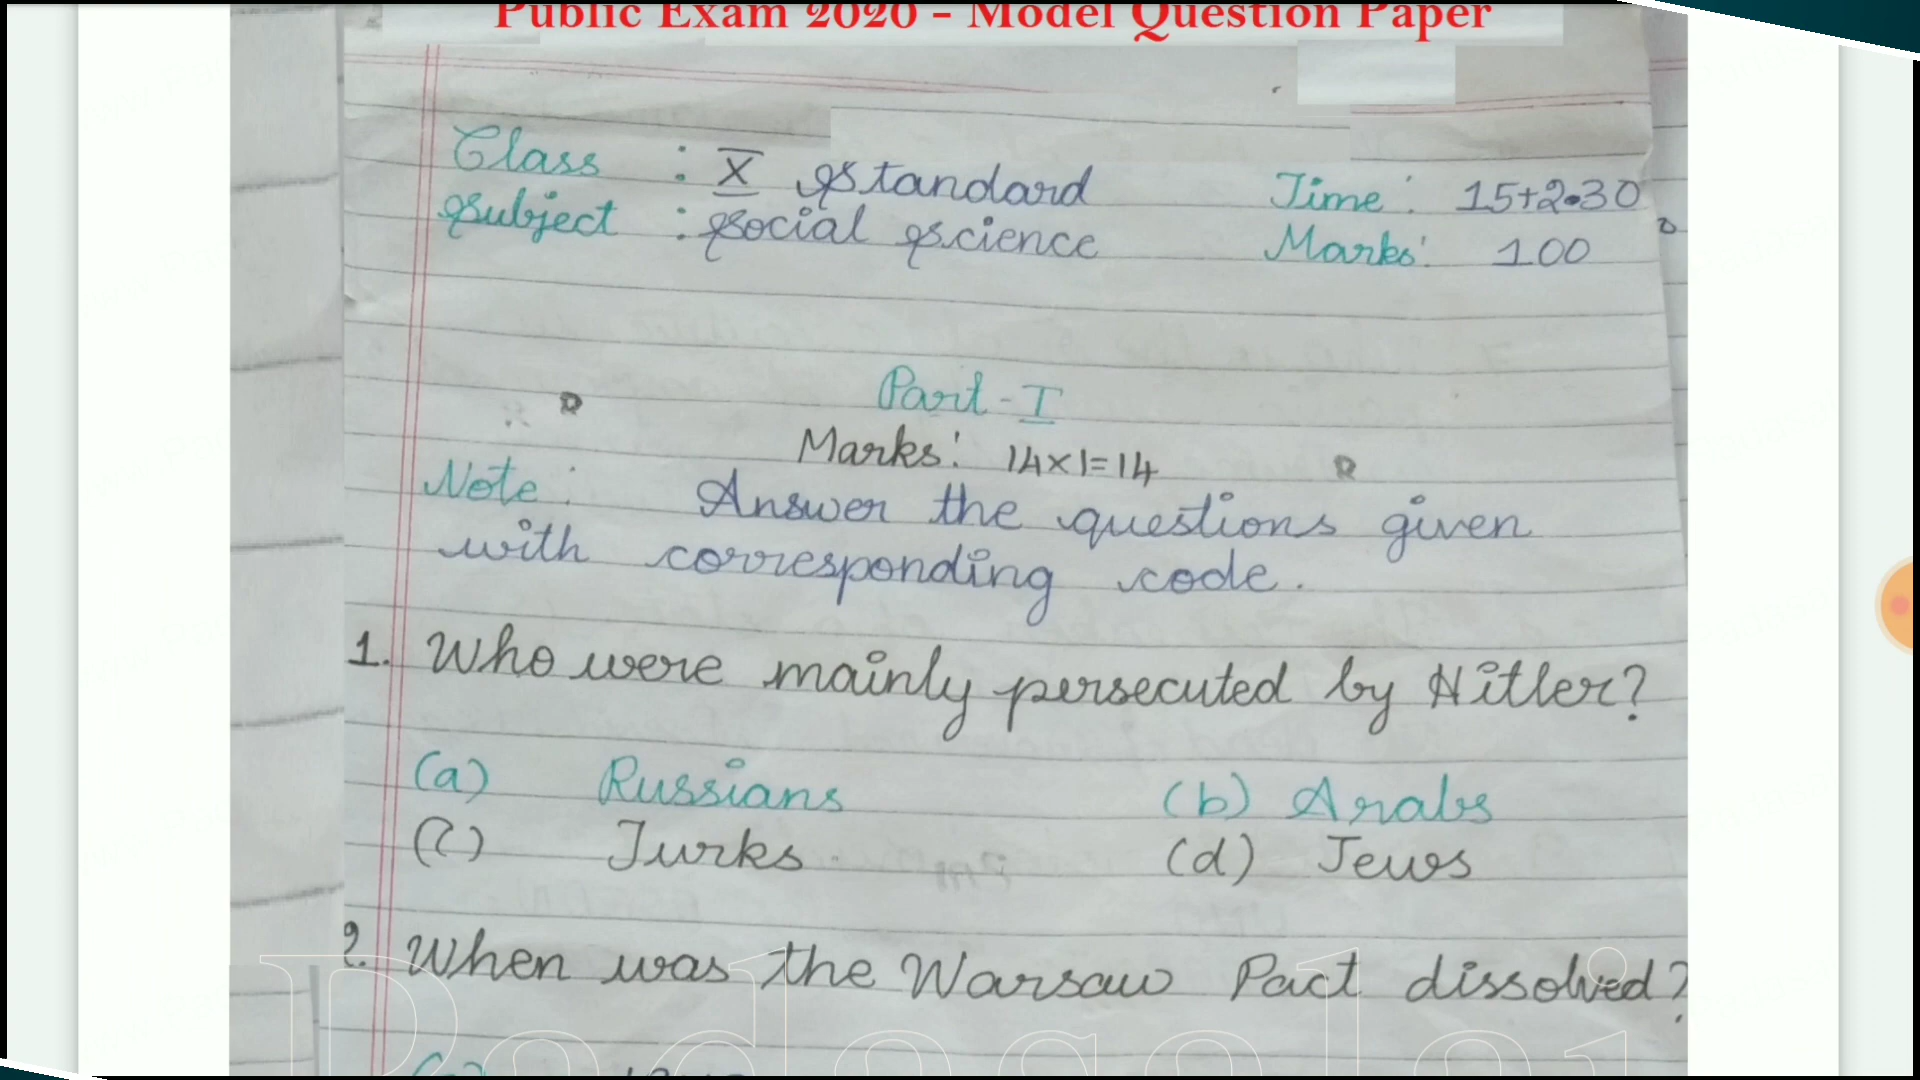 Public Exam 2020 - Model Question Paper
Class : X Standard Time: 15+2.30
Subject : Social Science Marks: 100
Part-I
Marks: 14×1=14
Note: Answer the questions given
with corresponding code.
1. Who were mainly persecuted by Hitler?
(a) Russians (b) Arabs
(c) Turks (d) Jews
2. When was the Warsaw Pact dissolved?
Padasalai